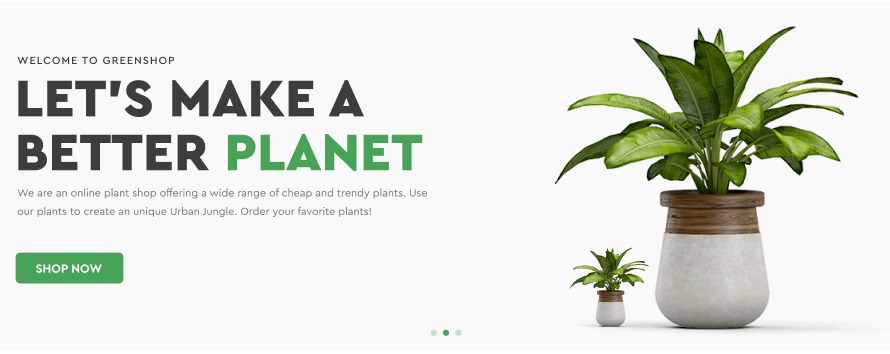 WELCOME TO GREENSHOP
LET'S MAKE A
BETTER PLANET
We are an online plant shop offering a wide range of cheap and trendy plants. Use
our plants to create an unique Urban Jungle. Order your favorite plants!
SHOP NOW